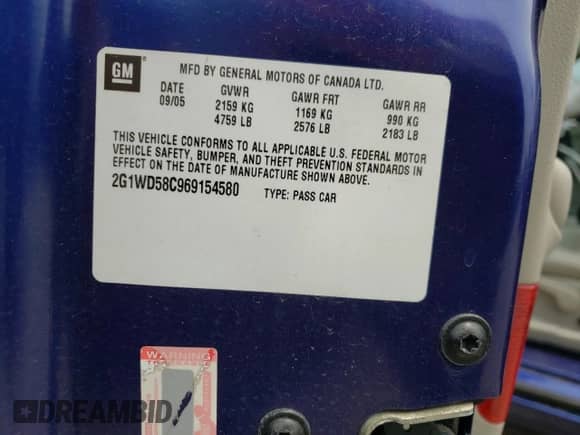 GM
MFD BY GENERAL MOTORS OF CANADA LTD.
DATE GVWR GAWR FRT GAWR RR
09/05 2159 KG 1169 KG 990 KG
4759 LB 2576 LB 2183 LB
THIS VEHICLE CONFORMS TO ALL APPLICABLE U.S. FEDERAL MOTOR
VEHICLE SAFETY, BUMPER, AND THEFT PREVENTION STANDARDS IN
EFFECT ON THE DATE OF MANUFACTURE SHOWN ABOVE.
2G1WD58C969154580 TYPE: PASS CAR
WARNING
DREAMBID